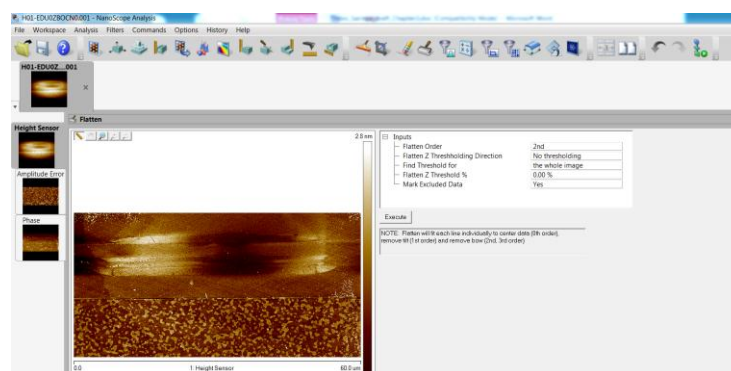 H01-EDU0ZBOCN0.001 - NanoScope Analysis
File Workspace Analysis Filters Commands Options History Help
H01-EDU0Z....001
Flatten
Height Sensor
Amplitude Error
Phase
2.8 nm
0.0
1: Height Sensor
60.0 um
Inputs
Flatten Order 2nd
Flatten Z Threshholding Direction No thresholding
Find Threshold for the whole image
Flatten Z Threshold % 0.00 %
Mark Excluded Data Yes
Execute
NOTE: Flatten will fit each line individually to center data (0th order),
remove tilt (1st order) and remove bow (2nd, 3rd order)